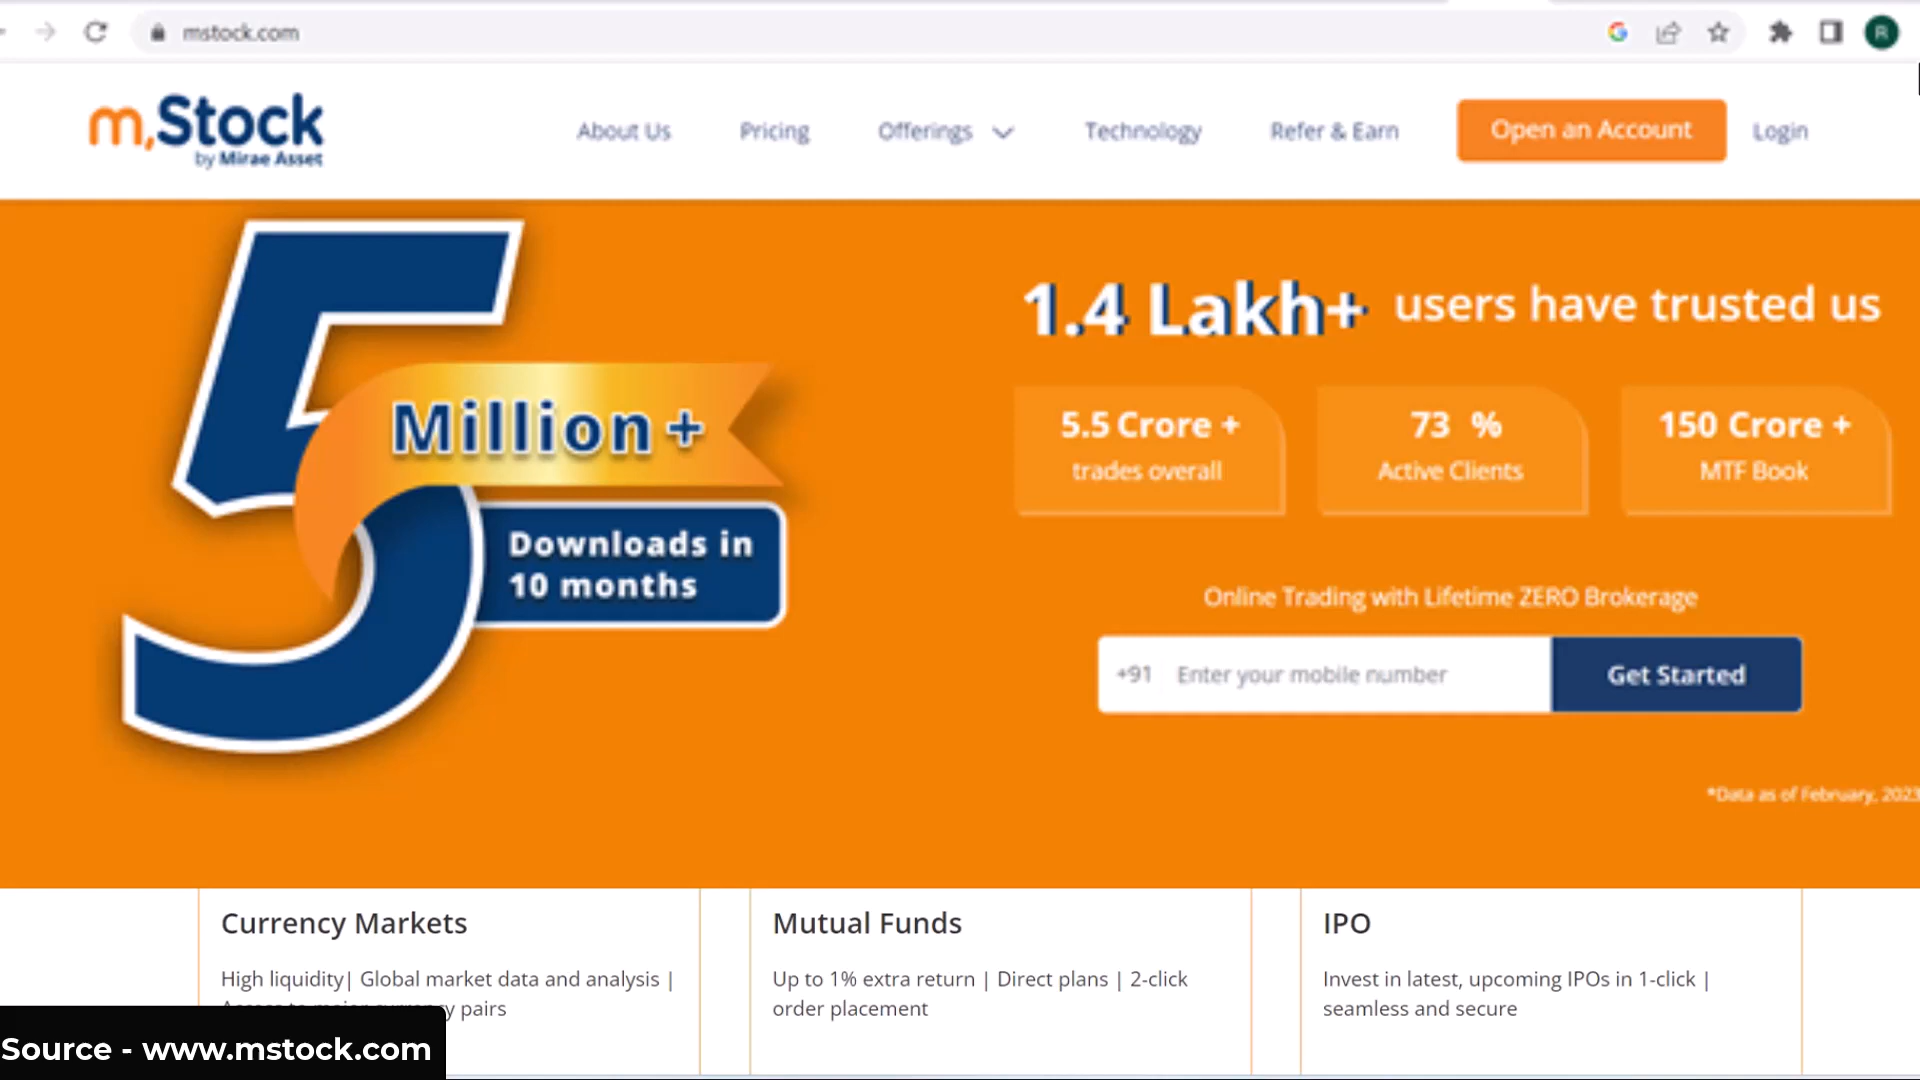 mstock.com
R
m.Stock
by Mirae Asset
About Us
Pricing
Offerings
Technology
Refer & Earn
Open an Account
Login
5
Million +
Downloads in
10 months
1.4 Lakh+ users have trusted us
5.5 Crore +
trades overall
73 %
Active Clients
150 Crore +
MTF Book
Online Trading with Lifetime ZERO Brokerage
+91 Enter your mobile number
Get Started
*Data as of February, 2023
Currency Markets
High liquidity| Global market data and analysis |
Access to major currency pairs
Mutual Funds
Up to 1% extra return | Direct plans | 2-click
order placement
IPO
Invest in latest, upcoming IPOs in 1-click |
seamless and secure
Source - www.mstock.com